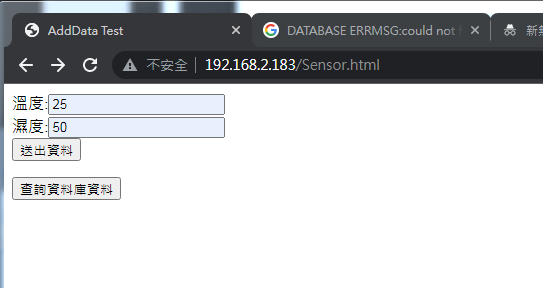 AddData Test
DATABASE ERRMSG:could not
不安全
192.168.2.183/Sensor.html
溫度:25
濕度:50
送出資料
查詢資料庫資料